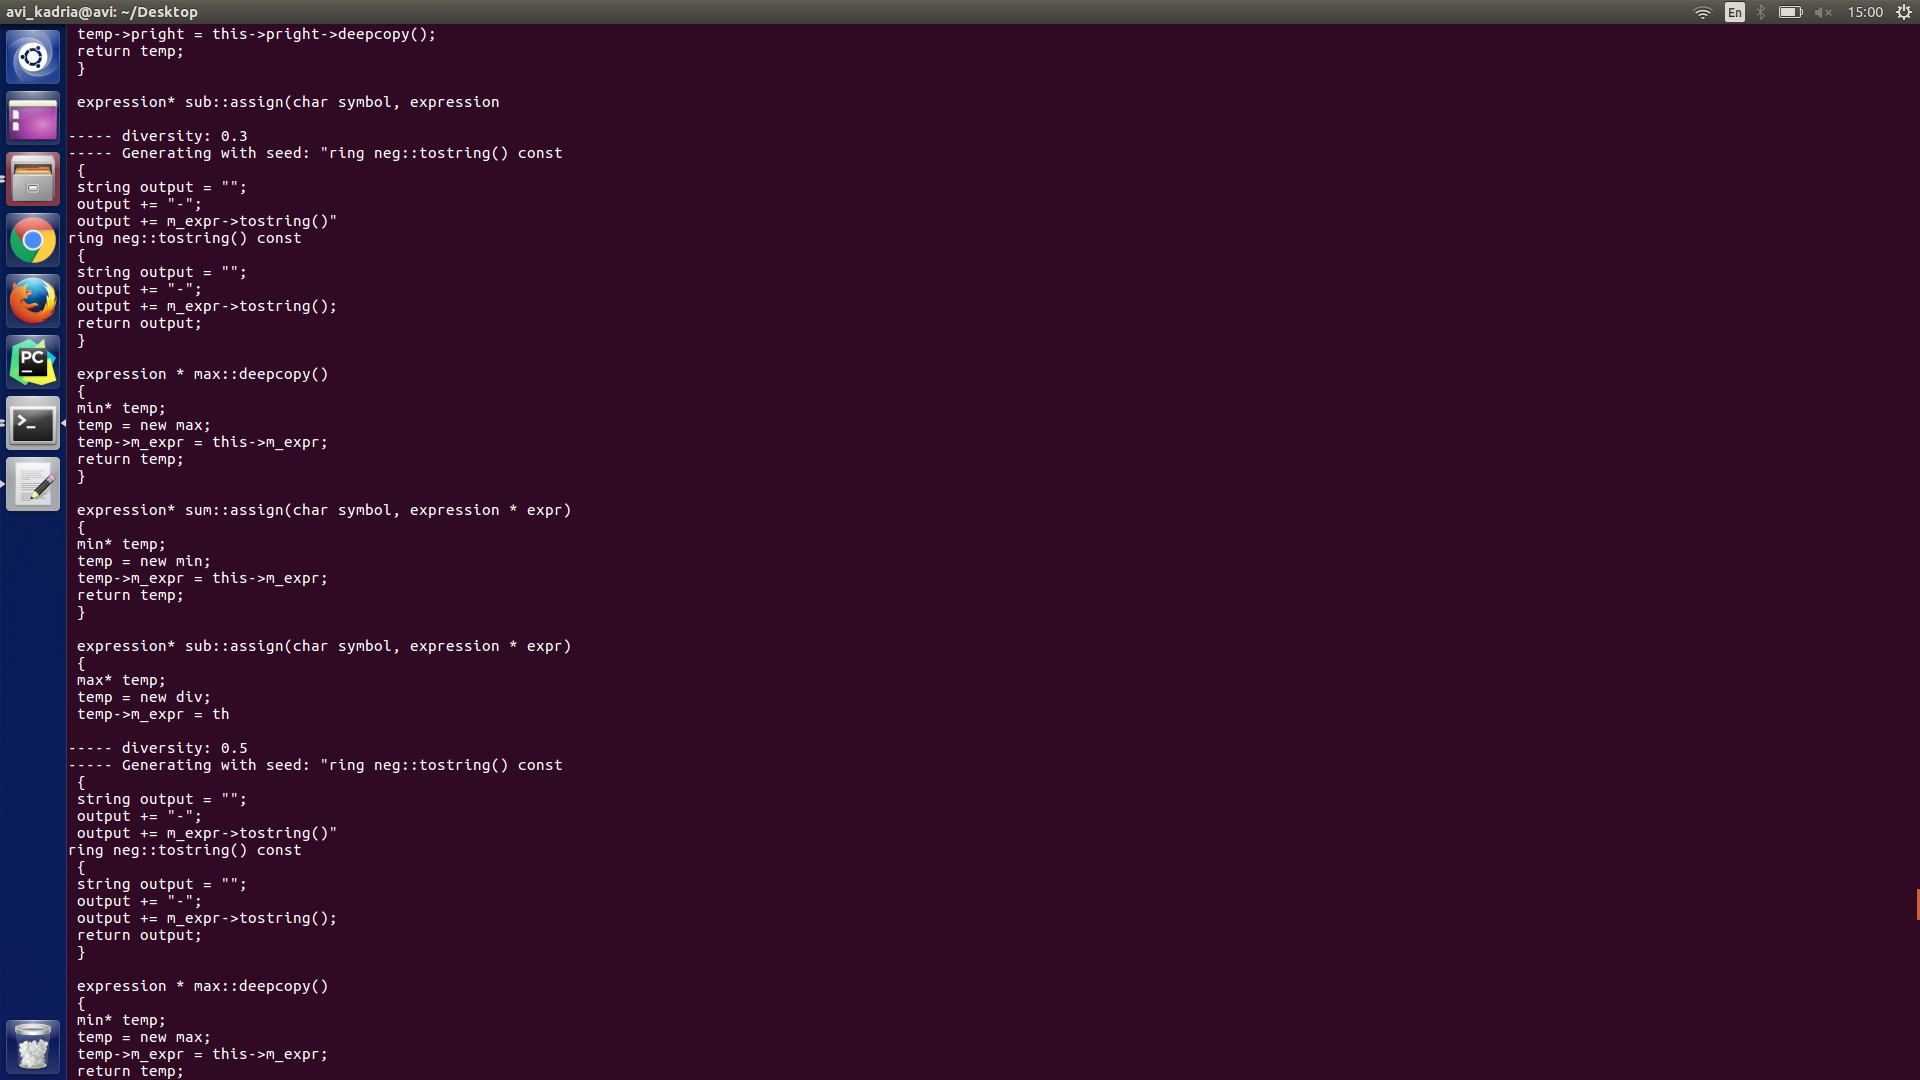 avi_kadria@avi: ~/Desktop
En
15:00
temp->pright = this->pright->deepcopy();
return temp;
}
expression* sub::assign(char symbol, expression
----- diversity: 0.3
----- Generating with seed: "ring neg::tostring() const
{
string output = "";
output += "-";
output += m_expr->tostring()"
ring neg::tostring() const
{
string output = "";
output += "-";
output += m_expr->tostring();
return output;
}
expression * max::deepcopy()
{
min* temp;
temp = new max;
temp->m_expr = this->m_expr;
return temp;
}
expression* sum::assign(char symbol, expression * expr)
{
min* temp;
temp = new min;
temp->m_expr = this->m_expr;
return temp;
}
expression* sub::assign(char symbol, expression * expr)
{
max* temp;
temp = new div;
temp->m_expr = th
----- diversity: 0.5
----- Generating with seed: "ring neg::tostring() const
{
string output = "";
output += "-";
output += m_expr->tostring()"
ring neg::tostring() const
{
string output = "";
output += "-";
output += m_expr->tostring();
return output;
}
expression * max::deepcopy()
{
min* temp;
temp = new max;
temp->m_expr = this->m_expr;
return temp;
PC